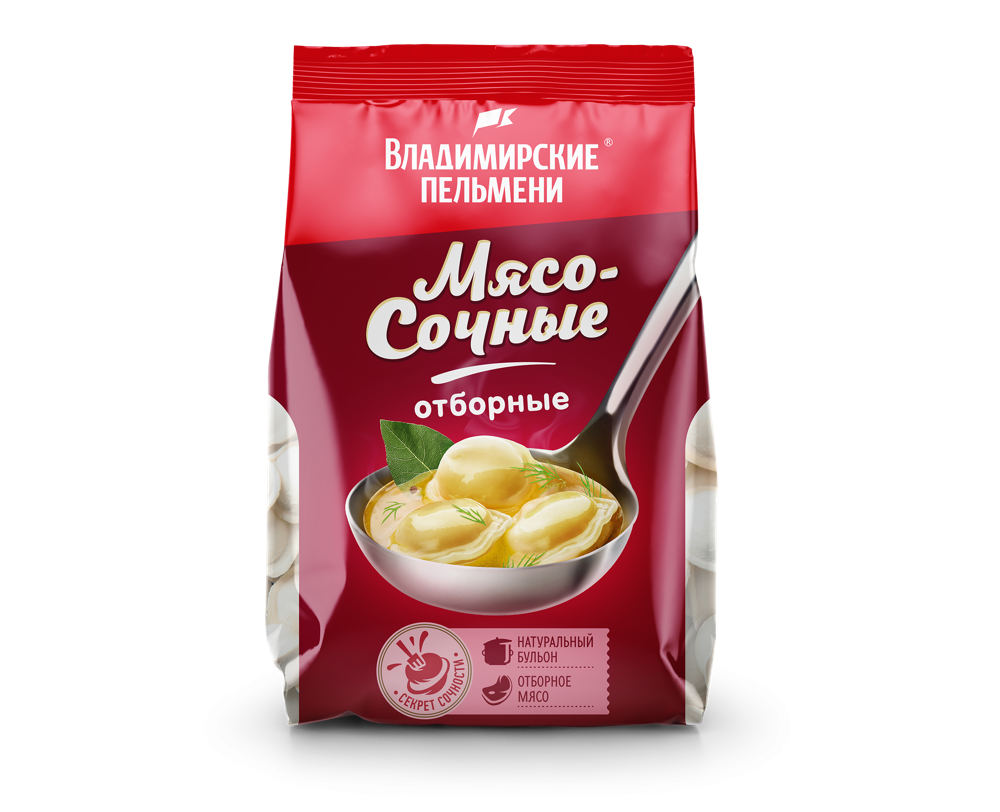 ВЛАДИМИРСКИЕ ®
ПЕЛЬМЕНИ
Мясо-
Сочные
отборные
НАТУРАЛЬНЫЙ
БУЛЬОН
ОТБОРНОЕ
МЯСО
• СЕКРЕТ СОЧНОСТИ •